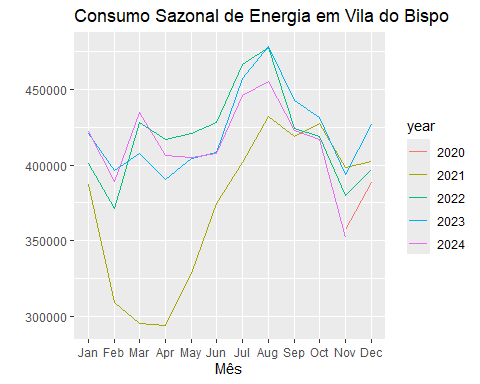 Consumo Sazonal de Energia em Vila do Bispo
450000
400000
350000
300000
Jan Feb Mar Apr May Jun Jul Aug Sep Oct Nov Dec
Mês
year
2020
2021
2022
2023
2024